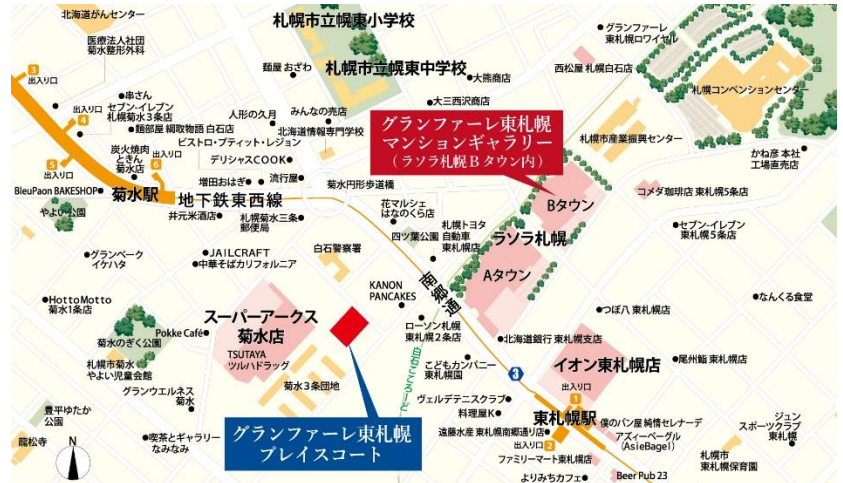 北海道がんセンター
医療法人社団
菊水整形外科
3
出入り口
串さん
セブン-イレブン
札幌菊水3条店
出入り口
4
麺部屋 綱取物語 白石店
炭火焼肉
ときん
菊水店
出入り口
5
出入り口
6
BleuPaon BAKESHOP
菊水駅
やよい公園
札幌市立幌東小学校
札幌市立幌東中学校
麺屋 おざわ
大熊商店
大三西沢商店
人形の久月
みんなの売店
ビストロ・プティット・レジョン
北海道情報専門学校
デリシャスCOOK
増田おはぎ
流行屋
菊水円形歩道橋
地下鉄東西線
井元米酒店
札幌菊水三条
郵便局
グランファーレ
東札幌ロワイヤル
西松屋 札幌白石店
札幌コンベンションセンター
札幌市産業振興センター
かね彦 本社
工場直売店
コメダ珈琲店 東札幌5条店
セブン-イレブン
東札幌5条店
グランファーレ東札幌
マンションギャラリー
(ラソラ札幌Bタウン内)
Bタウン
ラソラ札幌
Aタウン
花マルシェ
はなのくら店
四ツ葉公園
札幌トヨタ
自動車
東札幌店
南郷通
白石警察署
JAILCRAFT
中華そばカリフォルニア
グランベーク
イケハタ
HottoMotto
菊水1条店
菊水のぎく公園
Pokke Café
スーパーアークス
菊水店
TSUTAYA
ツルハドラッグ
札幌市菊水
やよい児童会館
グランウエルネス
菊水
菊水3条団地
豊平ゆたか
公園
龍松寺
N
喫茶とギャラリー
なみなみ
グランファーレ東札幌
プレイスコート
KANON
PANCAKES
ローソン札幌
東札幌2条店
白石こころーど
こどもカンパニー
東札幌園
北海道銀行 東札幌支店
つぼ八 東札幌店
なんくる食堂
3
イオン東札幌店
尾州鮨 東札幌店
出入り口
1
ヴェルデテニスクラブ
料理屋K
東札幌駅
遠藤水産 東札幌南郷通り店
出入り口
2
ファミリーマート東札幌店
よりみちカフェ
僕のパン屋 純情セレナーデ
アズィーベーグル
(AsieBagel)
Beer Pub 23
札幌市
東札幌保育園
ジュン
スポーツクラブ
東札幌